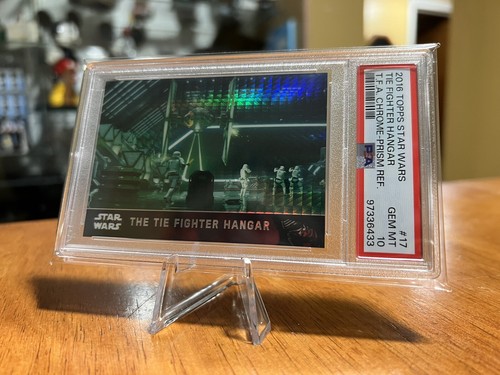 STAR
WARS
THE TIE FIGHTER HANGAR
2016 TOPPS STAR WARS #17
TIE FIGHTER HANGAR GEM MT
T.F.A. CHROME-PRISM REF. 10
PSA 97336433